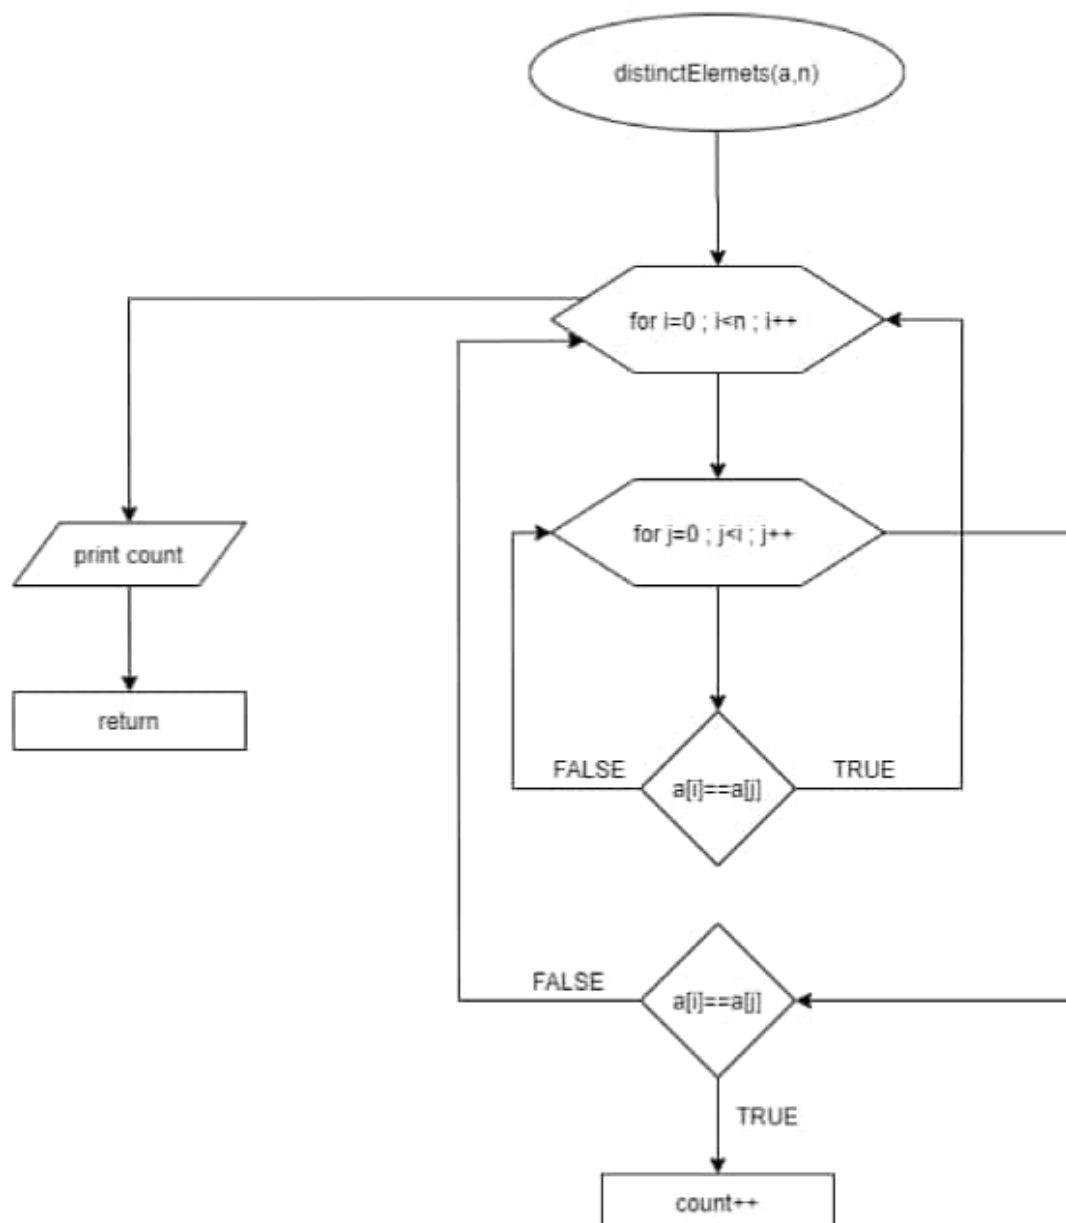 distinctElemets(a,n)
for i=0 ; i<n ; i++
for j=0 ; j<i ; j++
print count
return
FALSE
a[i]==a[j]
TRUE
FALSE
a[i]==a[j]
TRUE
count++